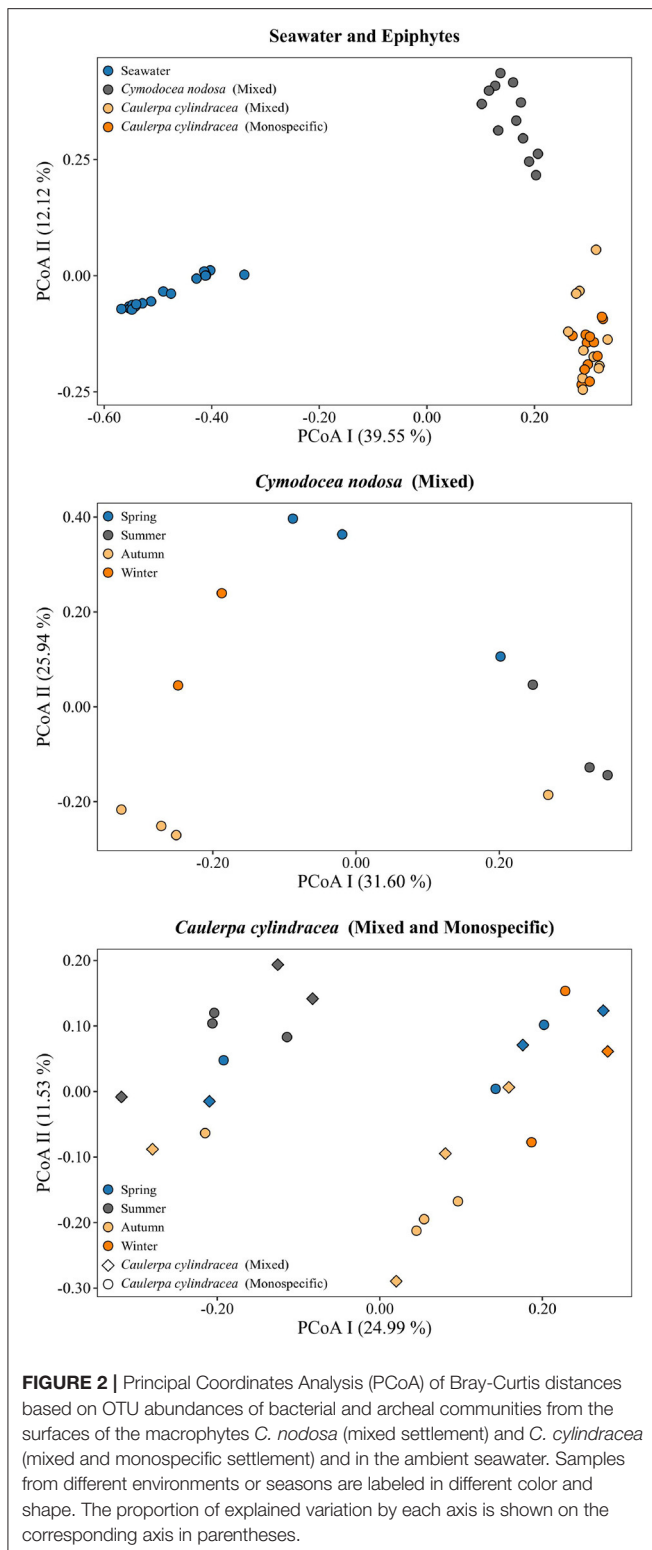 Seawater and Epiphytes
Seawater
Cymodocea nodosa (Mixed)
Caulerpa cylindracea (Mixed)
Caulerpa cylindracea (Monospecific)
0.25
0.00
-0.25
PCoA II (12.12 %)
-0.60 -0.40 -0.20 0.00 0.20
PCoA I (39.55 %)
Cymodocea nodosa (Mixed)
Spring
Summer
Autumn
Winter
0.40
0.20
0.00
-0.20
PCoA II (25.94 %)
-0.20 0.00 0.20
PCoA I (31.60 %)
Caulerpa cylindracea (Mixed and Monospecific)
0.20
0.10
0.00
-0.10
-0.20
-0.30
PCoA II (11.53 %)
Spring
Summer
Autumn
Winter
Caulerpa cylindracea (Mixed)
Caulerpa cylindracea (Monospecific)
-0.20 0.00 0.20
PCoA I (24.99 %)
FIGURE 2 | Principal Coordinates Analysis (PCoA) of Bray-Curtis distances
based on OTU abundances of bacterial and archeal communities from the
surfaces of the macrophytes C. nodosa (mixed settlement) and C. cylindracea
(mixed and monospecific settlement) and in the ambient seawater. Samples
from different environments or seasons are labeled in different color and
shape. The proportion of explained variation by each axis is shown on the
corresponding axis in parentheses.